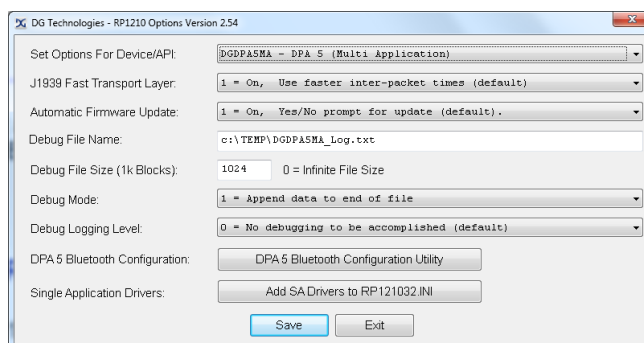 DG Technologies - RP1210 Options Version 2.54
Set Options For Device/API: DGDPA5MA - DPA 5 (Multi Application)
J1939 Fast Transport Layer: 1 = On, Use faster inter-packet times (default)
Automatic Firmware Update: 1 = On, Yes/No prompt for update (default).
Debug File Name: c:\TEMP\DGDPA5MA_Log.txt
Debug File Size (1k Blocks): 1024 0 = Infinite File Size
Debug Mode: 1 = Append data to end of file
Debug Logging Level: 0 = No debugging to be accomplished (default)
DPA 5 Bluetooth Configuration: DPA 5 Bluetooth Configuration Utility
Single Application Drivers: Add SA Drivers to RP121032.INI
Save Exit